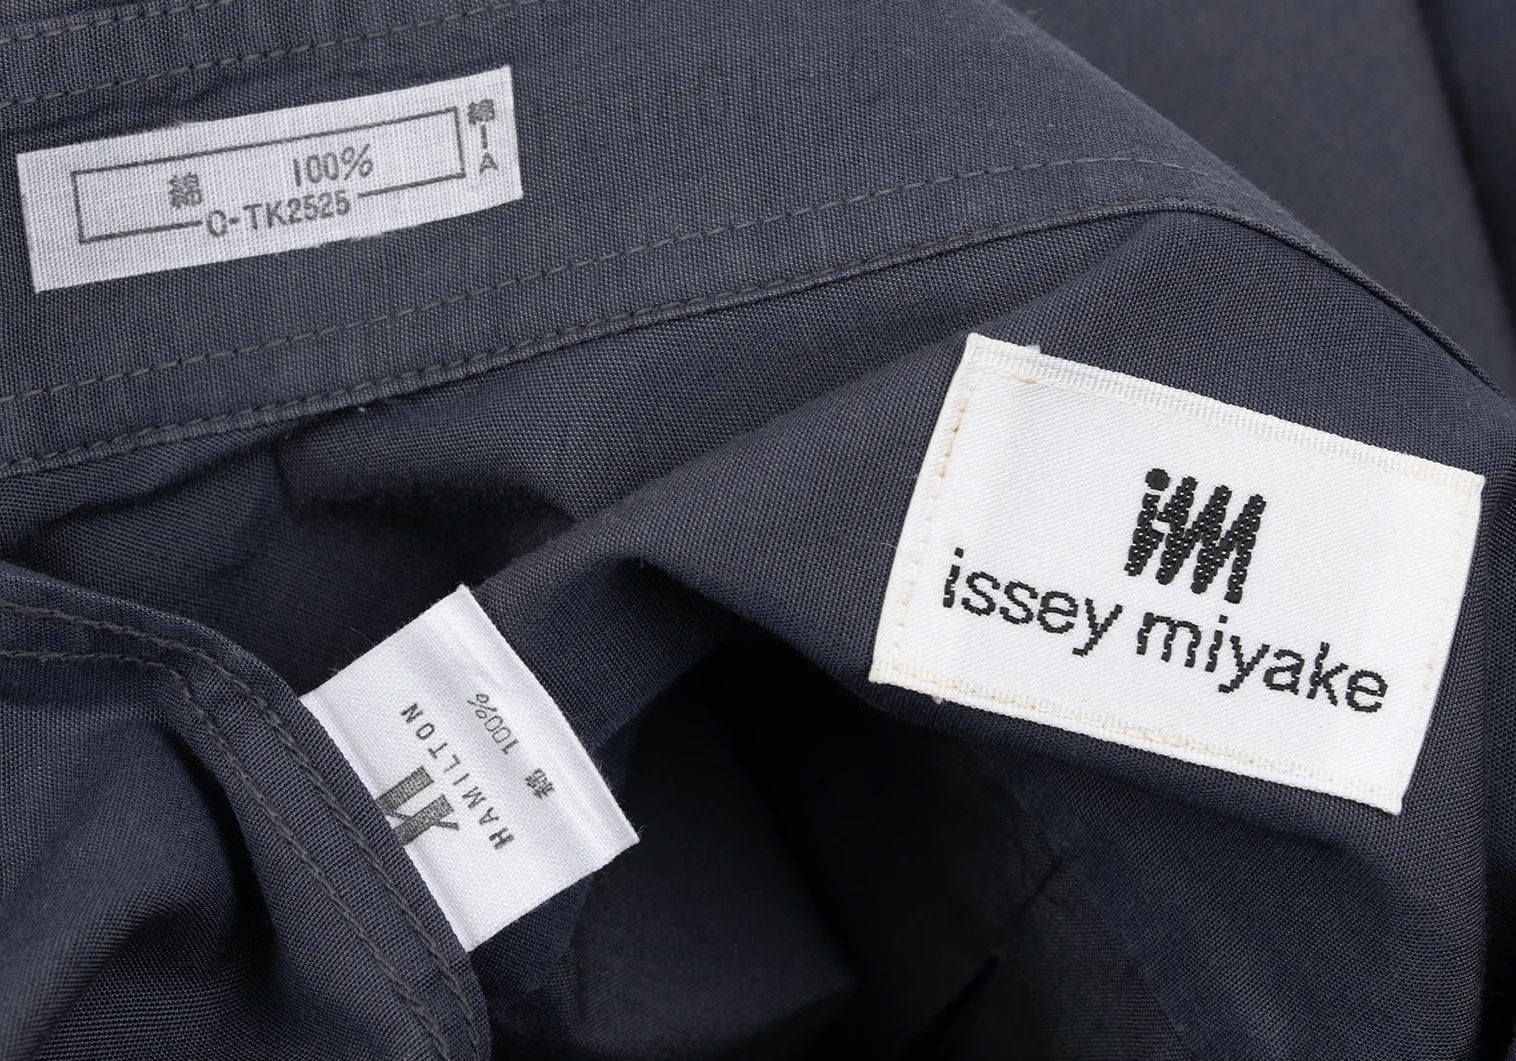 綿 100%
O-TK2525
綿
I
A
im
issey miyake
HAMILTON
綿 100%